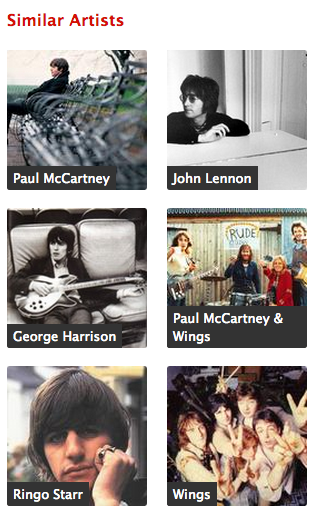 Similar Artists
Paul McCartney
John Lennon
RUDE
George Harrison
Paul McCartney &
Wings
Ringo Starr
Wings